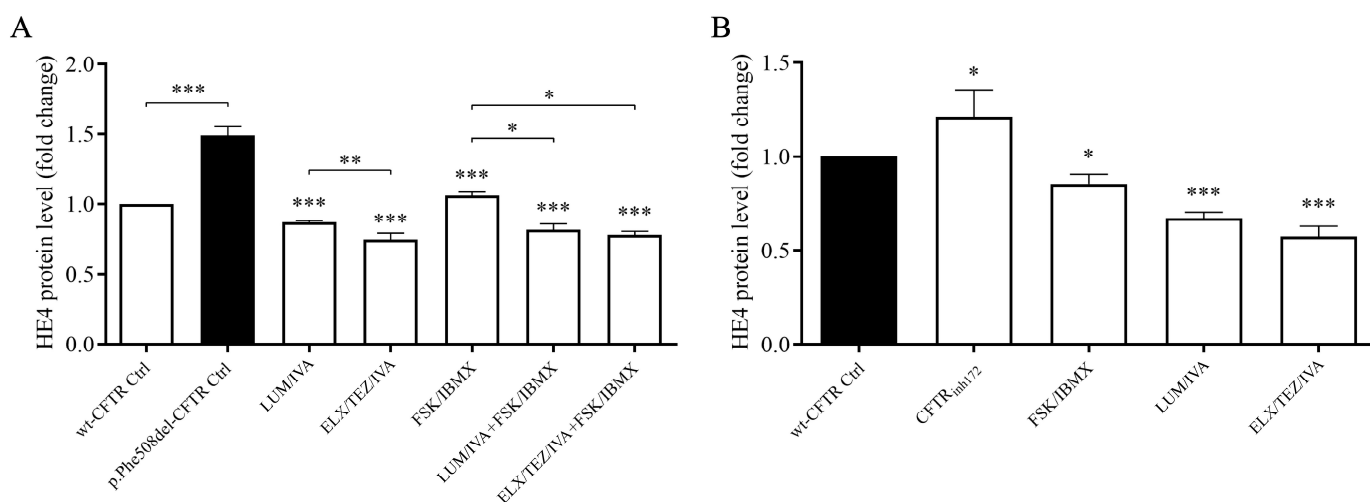 A
HE4 protein level (fold change)
2.0
1.5
1.0
0.5
0.0
***
**
*
*
***
***
***
***
***
wt-CFTR Ctrl
p.Phe508del-CFTR Ctrl
LUM/IVA
ELX/TEZ/IVA
FSK/IBMX
LUM/IVA+FSK/IBMX
ELX/TEZ/IVA+FSK/IBMX
B
HE4 protein level (fold change)
1.5
1.0
0.5
0.0
*
*
***
***
wt-CFTR Ctrl
CFTRinh172
FSK/IBMX
LUM/IVA
ELX/TEZ/IVA